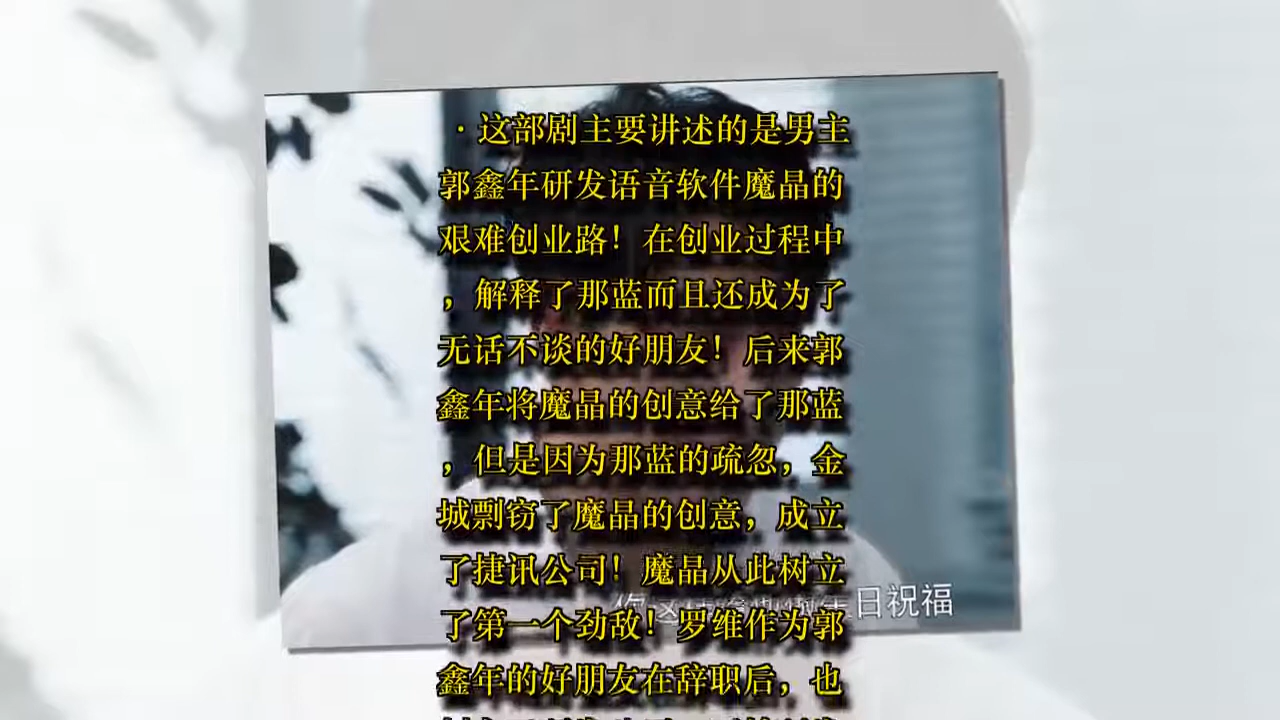 ·这部剧主要讲述的是男主
郭鑫年研发语音软件魔晶的
艰难创业路！在创业过程中
，解释了那蓝而且还成为了
无话不谈的好朋友！后来郭
鑫年将魔晶的创意给了那蓝
，但是因为那蓝的疏忽，金
城剽窃了魔晶的创意，成立
了捷讯公司！魔晶从此树立
日祝福
了第一个劲敌！罗维作为郭
鑫年的好朋友在辞职后，也